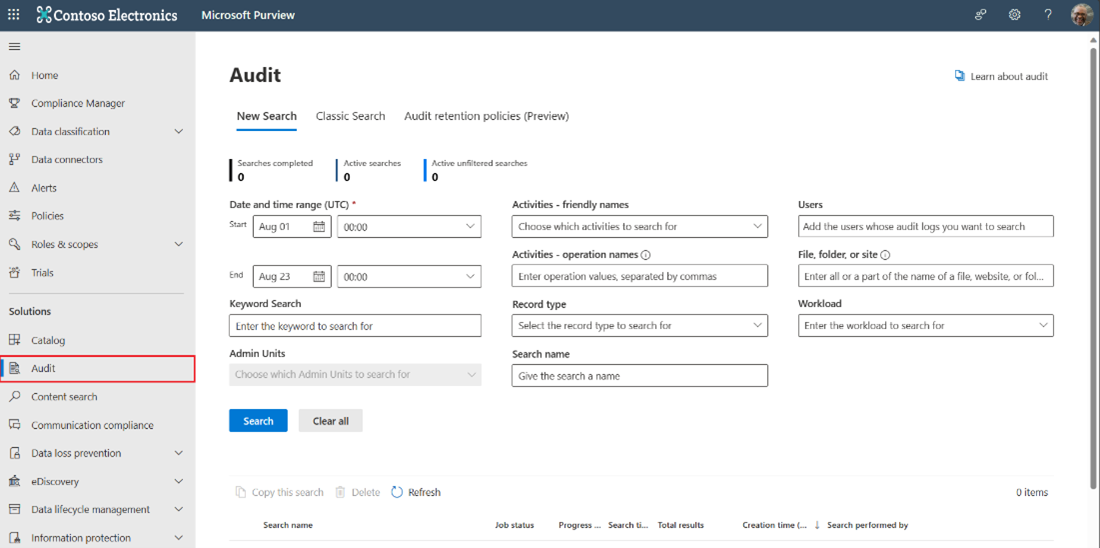 Contoso Electronics Microsoft Purview
Home
Compliance Manager
Data classification
Data connectors
Alerts
Policies
Roles & scopes
Trials
Solutions
Catalog
Audit
Content search
Communication compliance
Data loss prevention
eDiscovery
Data lifecycle management
Information protection
Audit
Learn about audit
New Search Classic Search Audit retention policies (Preview)
Searches completed Active searches Active unfiltered searches
0 0 0
Date and time range (UTC) * Activities - friendly names Users
Start Aug 01 00:00 Choose which activities to search for Add the users whose audit logs you want to search
Activities - operation names File, folder, or site
End Aug 23 00:00 Enter operation values, separated by commas Enter all or a part of the name of a file, website, or fol...
Keyword Search Record type Workload
Enter the keyword to search for Select the record type to search for Enter the workload to search for
Admin Units Search name
Choose which Admin Units to search for Give the search a name
Search Clear all
Copy this search Delete Refresh 0 items
Search name Job status Progress ... Search ti... Total results Creation time (... ↓ Search performed by